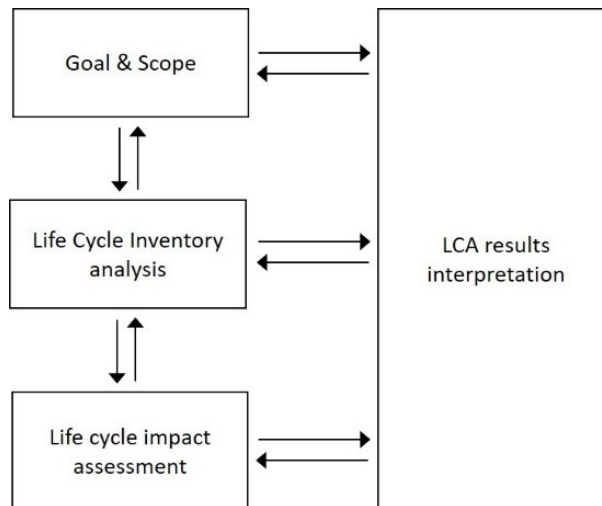 Goal & Scope
Life Cycle Inventory
analysis
LCA results
interpretation
Life cycle impact
assessment